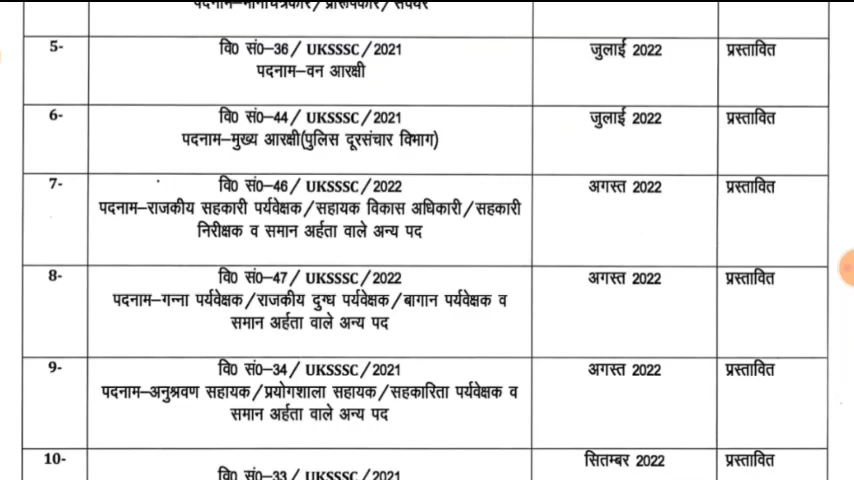 पदनाम–मानचित्रकार/प्रारूपकार/सर्वेयर
5-
वि0 सं0–36/ UKSSSC/2021
जुलाई 2022
प्रस्तावित
पदनाम–वन आरक्षी
6-
वि0 सं0–44/ UKSSSC/2021
जुलाई 2022
प्रस्तावित
पदनाम–मुख्य आरक्षी(पुलिस दूरसंचार विभाग)
7-
वि0 सं0–46/ UKSSSC/2022
अगस्त 2022
प्रस्तावित
पदनाम–राजकीय सहकारी पर्यवेक्षक/सहायक विकास अधिकारी/सहकारी
निरीक्षक व समान अर्हता वाले अन्य पद
8-
वि0 सं0–47/ UKSSSC/2022
अगस्त 2022
प्रस्तावित
पदनाम–गन्ना पर्यवेक्षक/राजकीय दुग्ध पर्यवेक्षक/बागान पर्यवेक्षक व
समान अर्हता वाले अन्य पद
9-
वि0 सं0–34/ UKSSSC/2021
अगस्त 2022
प्रस्तावित
पदनाम–अनुश्रवण सहायक/प्रयोगशाला सहायक/सहकारिता पर्यवेक्षक व
समान अर्हता वाले अन्य पद
10-
सितम्बर 2022
प्रस्तावित
वि0 सं0–33/ UKSSSC/2021